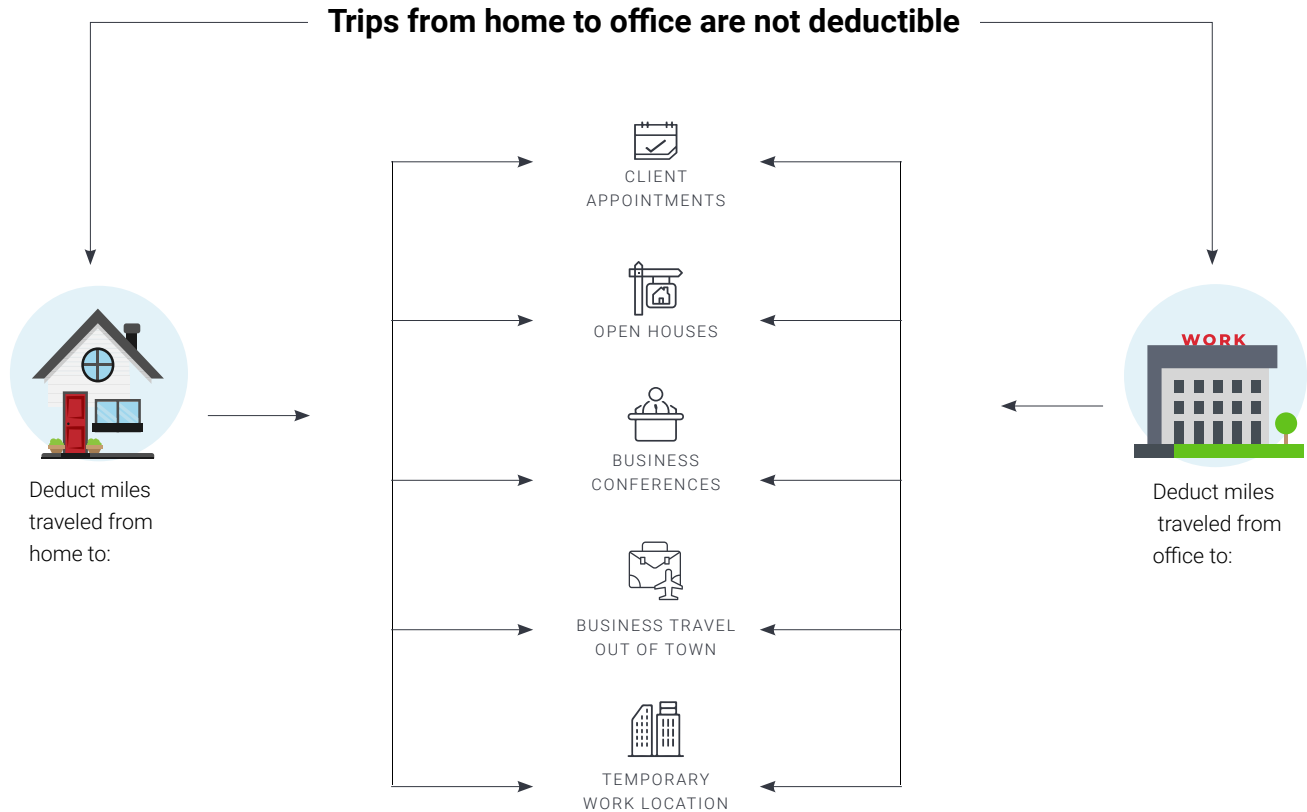 Trips from home to office are not deductible
CLIENT
APPOINTMENTS
OPEN HOUSES
WORK
BUSINESS
CONFERENCES
Deduct miles
traveled from
home to:
Deduct miles
traveled from
office to:
BUSINESS TRAVEL
OUT OF TOWN
TEMPORARY
WORK LOCATION